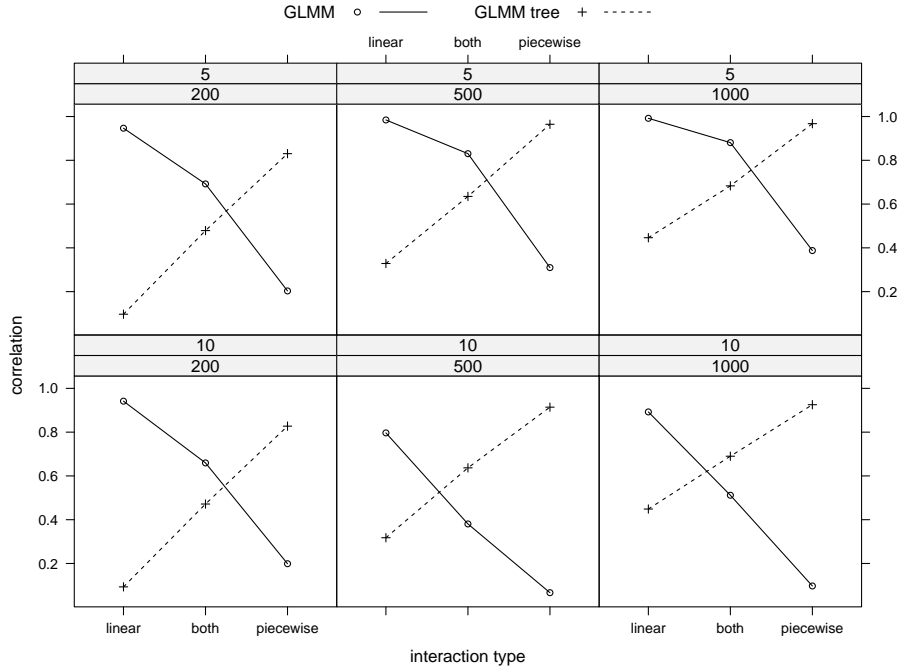 GLMM GLMM tree
linear both piecewise
5 5 5
200 500 1000
1.0
0.8
0.6
0.4
0.2
10 10 10
200 500 1000
1.0
0.8
0.6
0.4
0.2
correlation
linear both piecewise linear both piecewise
interaction type